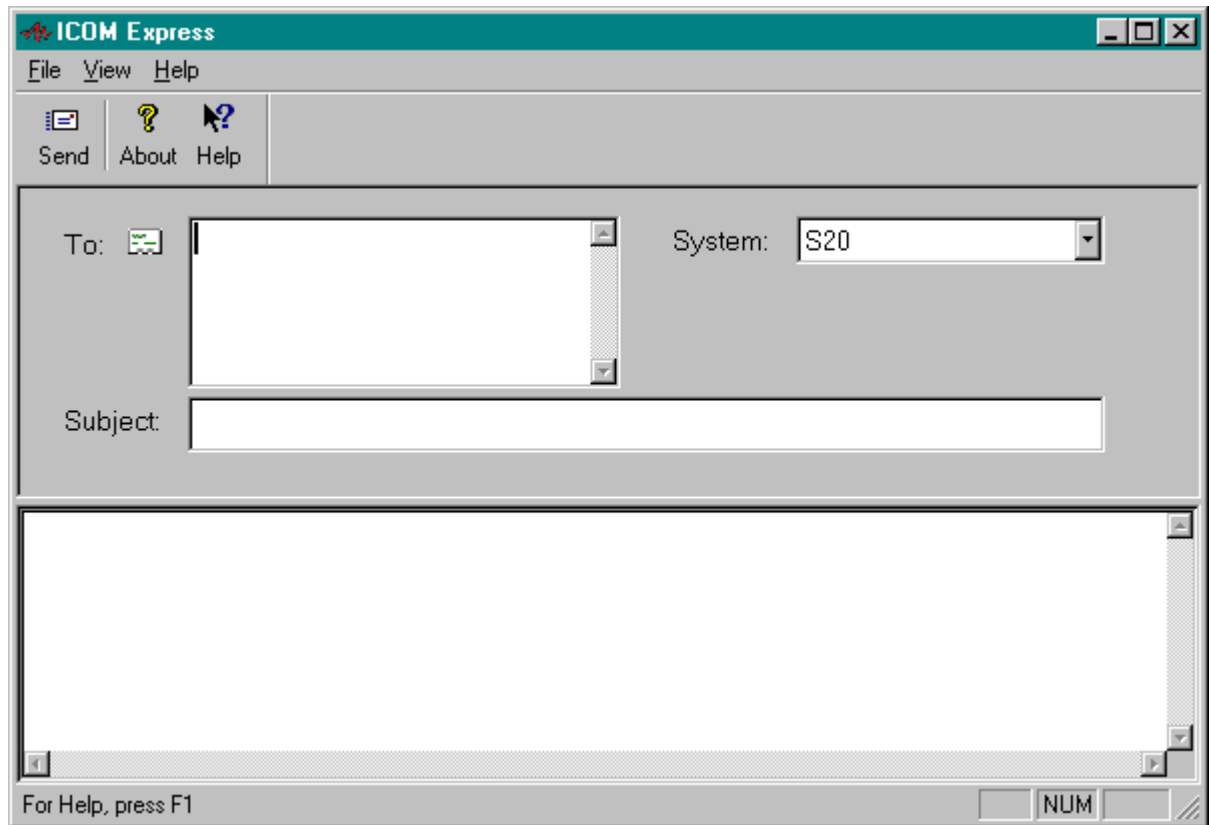 ICOM Express
File View Help
Send About Help
To: System: S20
Subject:
For Help, press F1 NUM